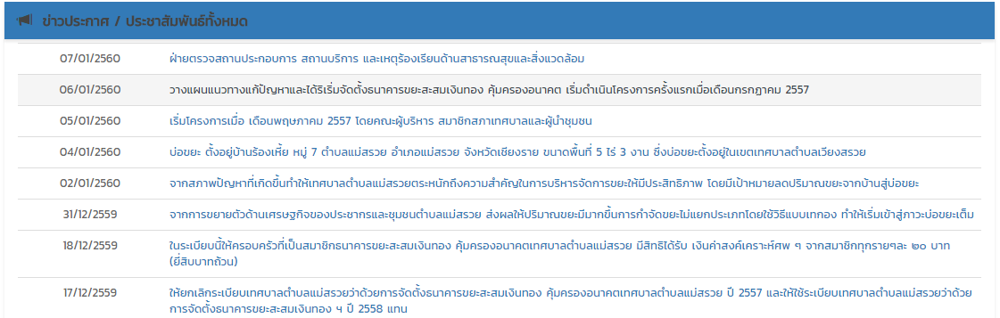 ข่าวประกาศ / ประชาสัมพันธ์ทั้งหมด
07/01/2560 ฝ่ายตรวจสถานประกอบการ สถานบริการ และเหตุร้องเรียนด้านสาธารณสุขและสิ่งแวดล้อม
06/01/2560 วางแผนแนวทางแก้ปัญหาและได้ริเริ่มจัดตั้งธนาคารขยะสะสมเงินทอง คุ้มครองอนาคต เริ่มดำเนินโครงการครั้งแรกเมื่อเดือนกรกฎาคม 2557
05/01/2560 เริ่มโครงการเมื่อ เดือนพฤษภาคม 2557 โดยคณะผู้บริหาร สมาชิกสภาเทศบาลและผู้นำชุมชน
04/01/2560 บ่อขยะ ตั้งอยู่บ้านร้องเหี้ย หมู่ 7 ตำบลแม่สรวย อำเภอแม่สรวย จังหวัดเชียงราย ขนาดพื้นที่ 5 ไร่ 3 งาน ซึ่งบ่อขยะตั้งอยู่ในเขตเทศบาลตำบลเวียงสรวย
02/01/2560 จากสภาพปัญหาที่เกิดขึ้นทำให้เทศบาลตำบลแม่สรวยตระหนักถึงความสำคัญในการบริหารจัดการขยะให้มีประสิทธิภาพ โดยมีเป้าหมายลดปริมาณขยะจากบ้านสู่บ่อขยะ
31/12/2559 จากการขยายตัวด้านเศรษฐกิจของประชากรและชุมชนตำบลแม่สรวย ส่งผลให้ปริมาณขยะมีมากขึ้นการกำจัดขยะไม่แยกประเภทโดยใช้วิธีแบบเทกอง ทำให้เริ่มเข้าสู่ภาวะบ่อขยะเต็ม
18/12/2559 ในระเบียบนี้ให้ครอบครัวที่เป็นสมาชิกธนาคารขยะสะสมเงินทอง คุ้มครองอนาคตเทศบาลตำบลแม่สรวย มีสิทธิได้รับ เงินค่าสงค์เคราะห์ศพ ๆ จากสมาชิกทุกรายๆละ ๒๐ บาท
(ยี่สิบบาทถ้วน)
17/12/2559 ให้ยกเลิกระเบียบเทศบาลตำบลแม่สรวยว่าด้วยการจัดตั้งธนาคารขยะสะสมเงินทอง คุ้มครองอนาคตเทศบาลตำบลแม่สรวย ปี 2557 และให้ใช้ระเบียบเทศบาลตำบลแม่สรวยว่าด้วย
การจัดตั้งธนาคารขยะสะสมเงินทอง ฯ ปี 2558 แทน